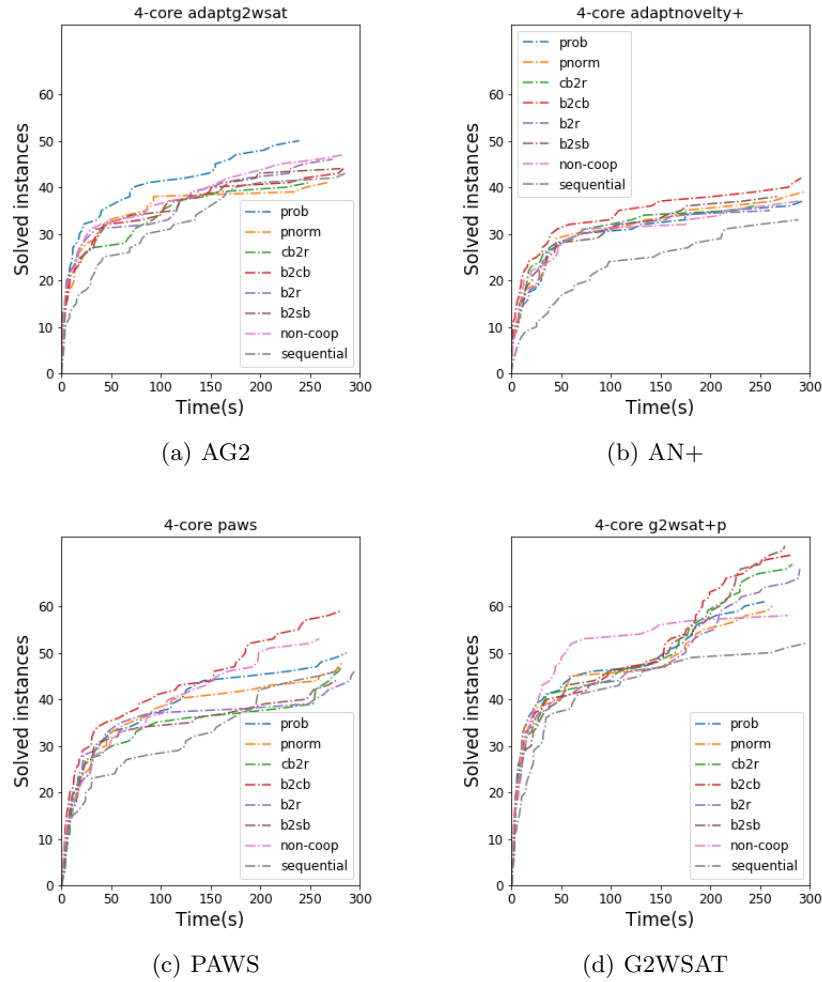 4-core adaptg2wsat
Solved instances
60
50
40
30
20
10
0
prob
pnorm
cb2r
b2cb
b2r
b2sb
non-coop
sequential
0 50 100 150 200 250 300
Time(s)
(a) AG2
4-core adaptnovelty+
Solved instances
60
50
40
30
20
10
0
prob
pnorm
cb2r
b2cb
b2r
b2sb
non-coop
sequential
0 50 100 150 200 250 300
Time(s)
(b) AN+
4-core paws
Solved instances
60
50
40
30
20
10
0
prob
pnorm
cb2r
b2cb
b2r
b2sb
non-coop
sequential
0 50 100 150 200 250 300
Time(s)
(c) PAWS
4-core g2wsat+p
Solved instances
60
50
40
30
20
10
0
prob
pnorm
cb2r
b2cb
b2r
b2sb
non-coop
sequential
0 50 100 150 200 250 300
Time(s)
(d) G2WSAT